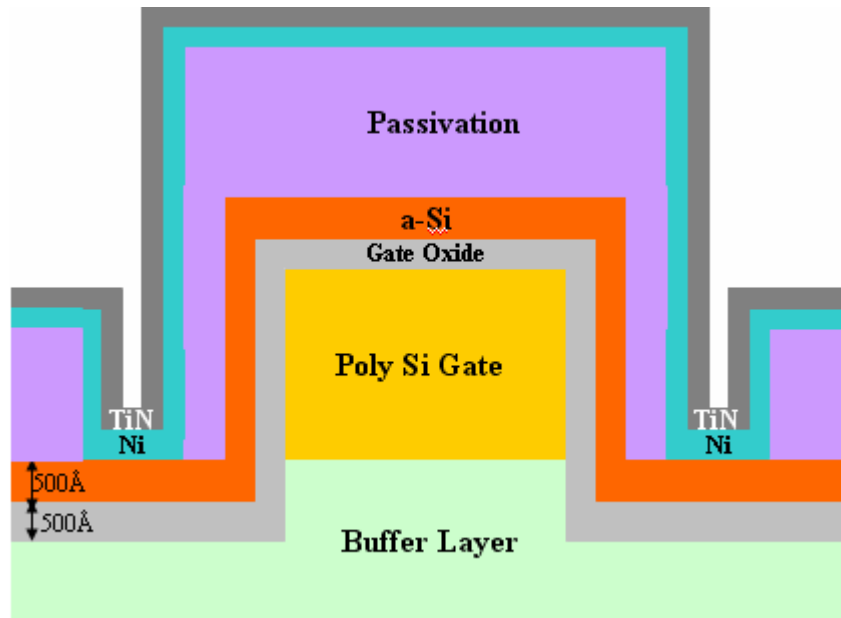 Passivation
a-Si
Gate Oxide
Poly Si Gate
TiN
TiN
Ni
Ni
500Å
500Å
Buffer Layer